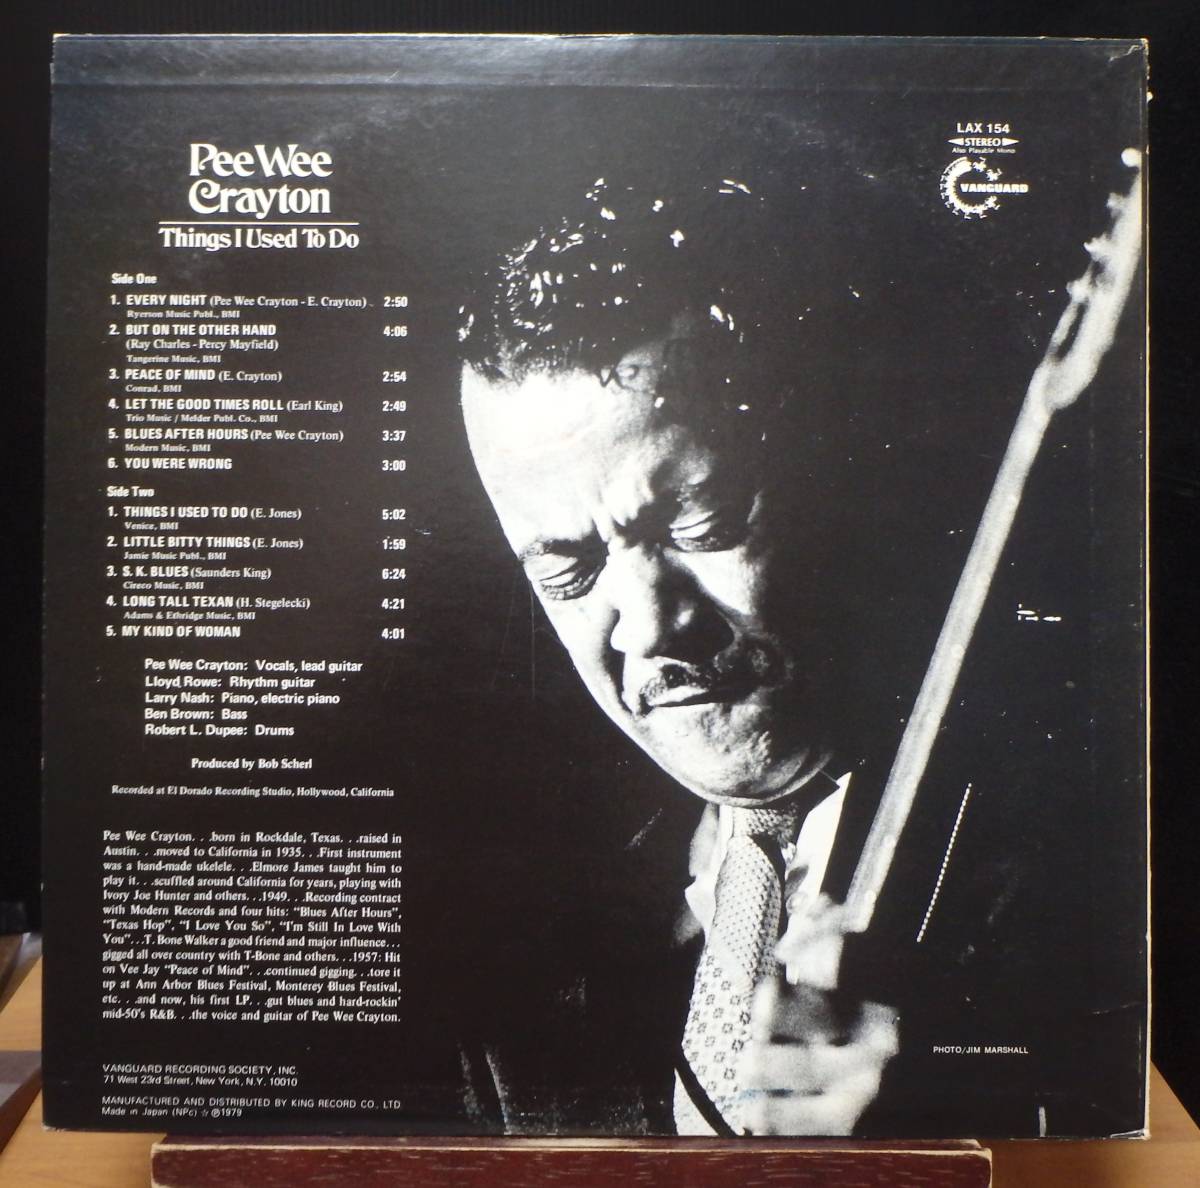 Pee Wee
Crayton
Things I Used To Do
Side One
1. EVERY NIGHT (Pee Wee Crayton - E. Crayton) 2:50
Ryerson Music Publ., BMI
2. BUT ON THE OTHER HAND 4:06
(Ray Charles - Percy Mayfield)
Tangerine Music, BMI
3. PEACE OF MIND (E. Crayton) 2:54
Conrad, BMI
4. LET THE GOOD TIMES ROLL (Earl King) 2:49
Trio Music / Melder Publ. Co., BMI
5. BLUES AFTER HOURS (Pee Wee Crayton) 3:37
Modern Music, BMI
6. YOU WERE WRONG 3:00
Side Two
1. THINGS I USED TO DO (E. Jones) 5:02
Venice, BMI
2. LITTLE BITTY THINGS (E. Jones) 1:59
Jamie Music Publ., BMI
3. S. K. BLUES (Saunders King) 6:24
Cireco Music, BMI
4. LONG TALL TEXAN (H. Stegelecki) 4:21
Adams & Ethridge Music, BMI
5. MY KIND OF WOMAN 4:01
Pee Wee Crayton: Vocals, lead guitar
Lloyd Rowe: Rhythm guitar
Larry Nash: Piano, electric piano
Ben Brown: Bass
Robert L. Dupee: Drums
Produced by Bob Scherl
Recorded at El Dorado Recording Studio, Hollywood, California
Pee Wee Crayton. . .born in Rockdale, Texas. . .raised in
Austin. . .moved to California in 1935. . .First instrument
was a hand-made ukelele. . .Elmore James taught him to
play it. . .scuffled around California for years, playing with
Ivory Joe Hunter and others. . .1949. . .Recording contract
with Modern Records and four hits: "Blues After Hours",
"Texas Hop", "I Love You So", "I'm Still In Love With
You". . .T. Bone Walker a good friend and major influence. . .
gigged all over country with T-Bone and others. . .1957: Hit
on Vee Jay "Peace of Mind". . .continued gigging. . .tore it
up at Ann Arbor Blues Festival, Monterey Blues Festival,
etc. . .and now, his first LP. . .gut blues and hard-rockin'
mid-50's R&B. . .the voice and guitar of Pee Wee Crayton.
VANGUARD RECORDING SOCIETY, INC.
71 West 23rd Street, New York, N.Y. 10010
MANUFACTURED AND DISTRIBUTED BY KING RECORD CO., LTD
Made in Japan (NPc) ☆ ℗1979
LAX 154
STEREO
Also Playable Mono
VANGUARD
PHOTO/JIM MARSHALL